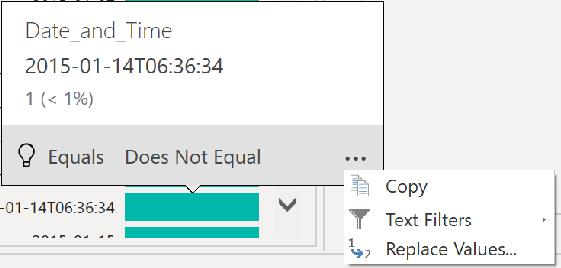 Date_and_Time
2015-01-14T06:36:34
1 (< 1%)
Equals Does Not Equal ...
Copy
-01-14T06:36:34
Text Filters
Replace Values...